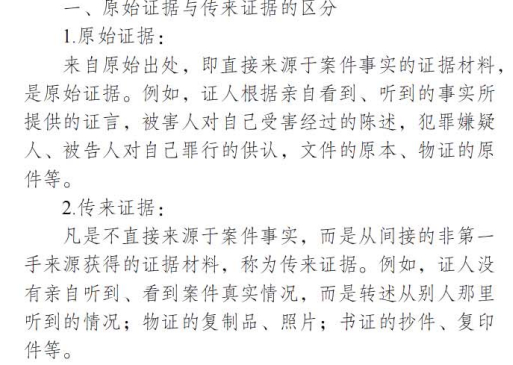 一、原始证据与传来证据的区分
1.原始证据：
来自原始出处，即直接来源于案件事实的证据材料，
是原始证据。例如，证人根据亲自看到、听到的事实所
提供的证言，被害人对自己受害经过的陈述，犯罪嫌疑
人、被告人对自己罪行的供认，文件的原本、物证的原
件等。
2.传来证据：
凡是不直接来源于案件事实，而是从间接的非第一
手来源获得的证据材料，称为传来证据。例如，证人没
有亲自听到、看到案件真实情况，而是转述从别人那里
听到的情况；物证的复制品、照片；书证的抄件、复印
件等。